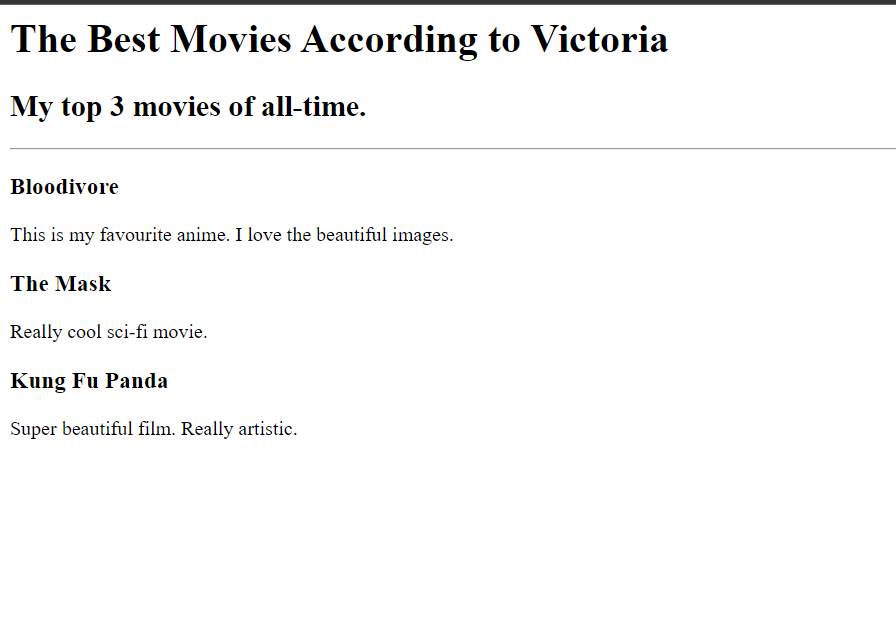 The Best Movies According to Victoria
My top 3 movies of all-time.
Bloodivore
This is my favourite anime. I love the beautiful images.
The Mask
Really cool sci-fi movie.
Kung Fu Panda
Super beautiful film. Really artistic.